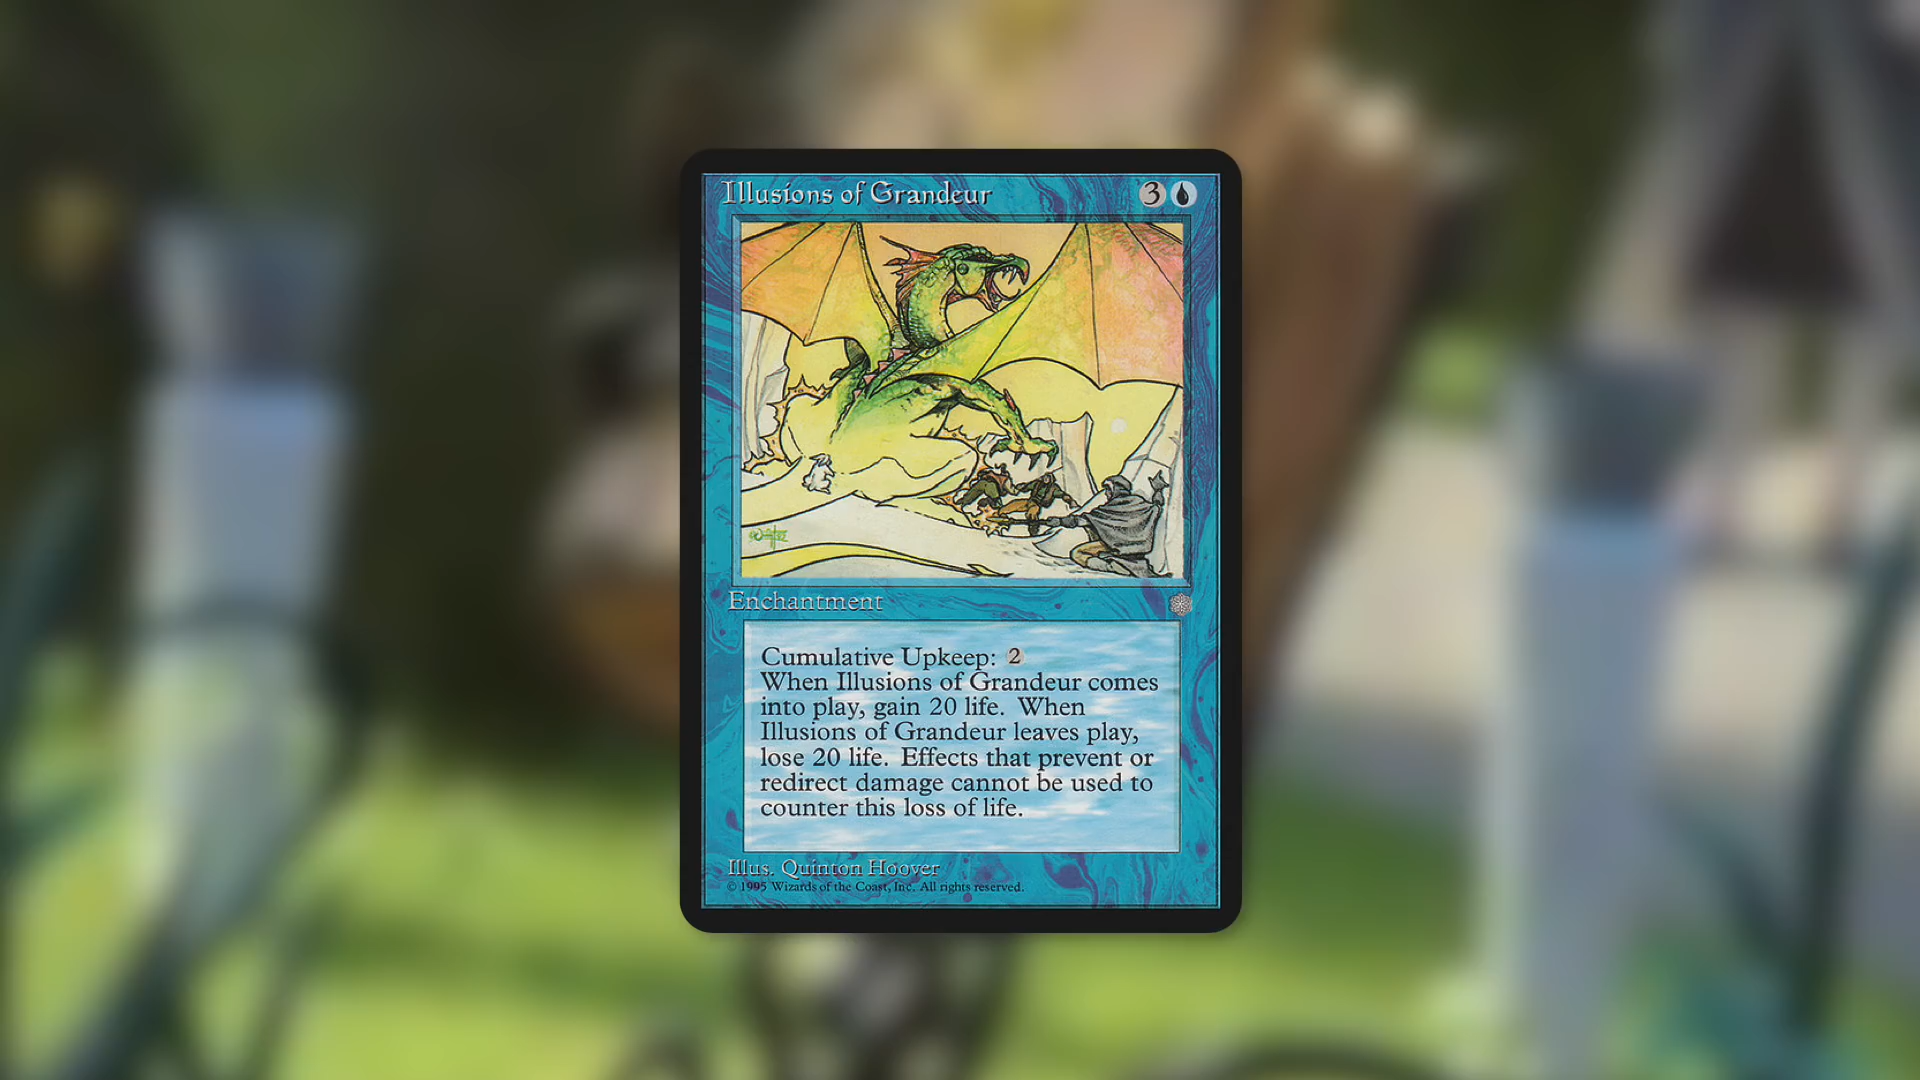 Illusions of Grandeur 3
Enchantment
Cumulative Upkeep: 2
When Illusions of Grandeur comes
into play, gain 20 life. When
Illusions of Grandeur leaves play,
lose 20 life. Effects that prevent or
redirect damage cannot be used to
counter this loss of life.
Illus. Quinton Hoover
© 1995 Wizards of the Coast, Inc. All rights reserved.